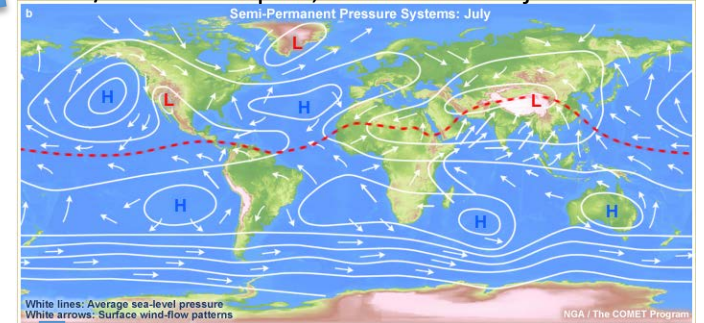 b
Semi-Permanent Pressure Systems: July
L
H
L
H
L
H
H
H
White lines: Average sea-level pressure
White arrows: Surface wind-flow patterns
NGA / The COMET Program